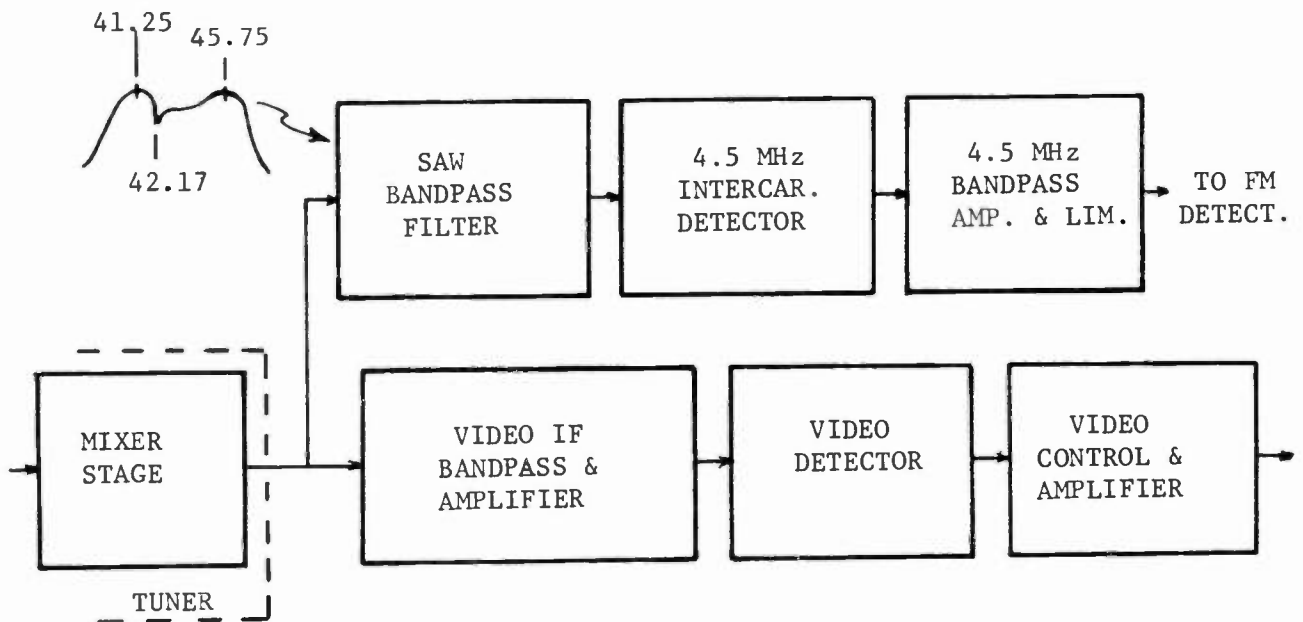 41.25
45.75
42.17
SAW
BANDPASS
FILTER
4.5 MHz
INTERCAR.
DETECTOR
4.5 MHz
BANDPASS
AMP. & LIM.
TO FM
DETECT.
MIXER
STAGE
TUNER
VIDEO IF
BANDPASS &
AMPLIFIER
VIDEO
DETECTOR
VIDEO
CONTROL &
AMPLIFIER